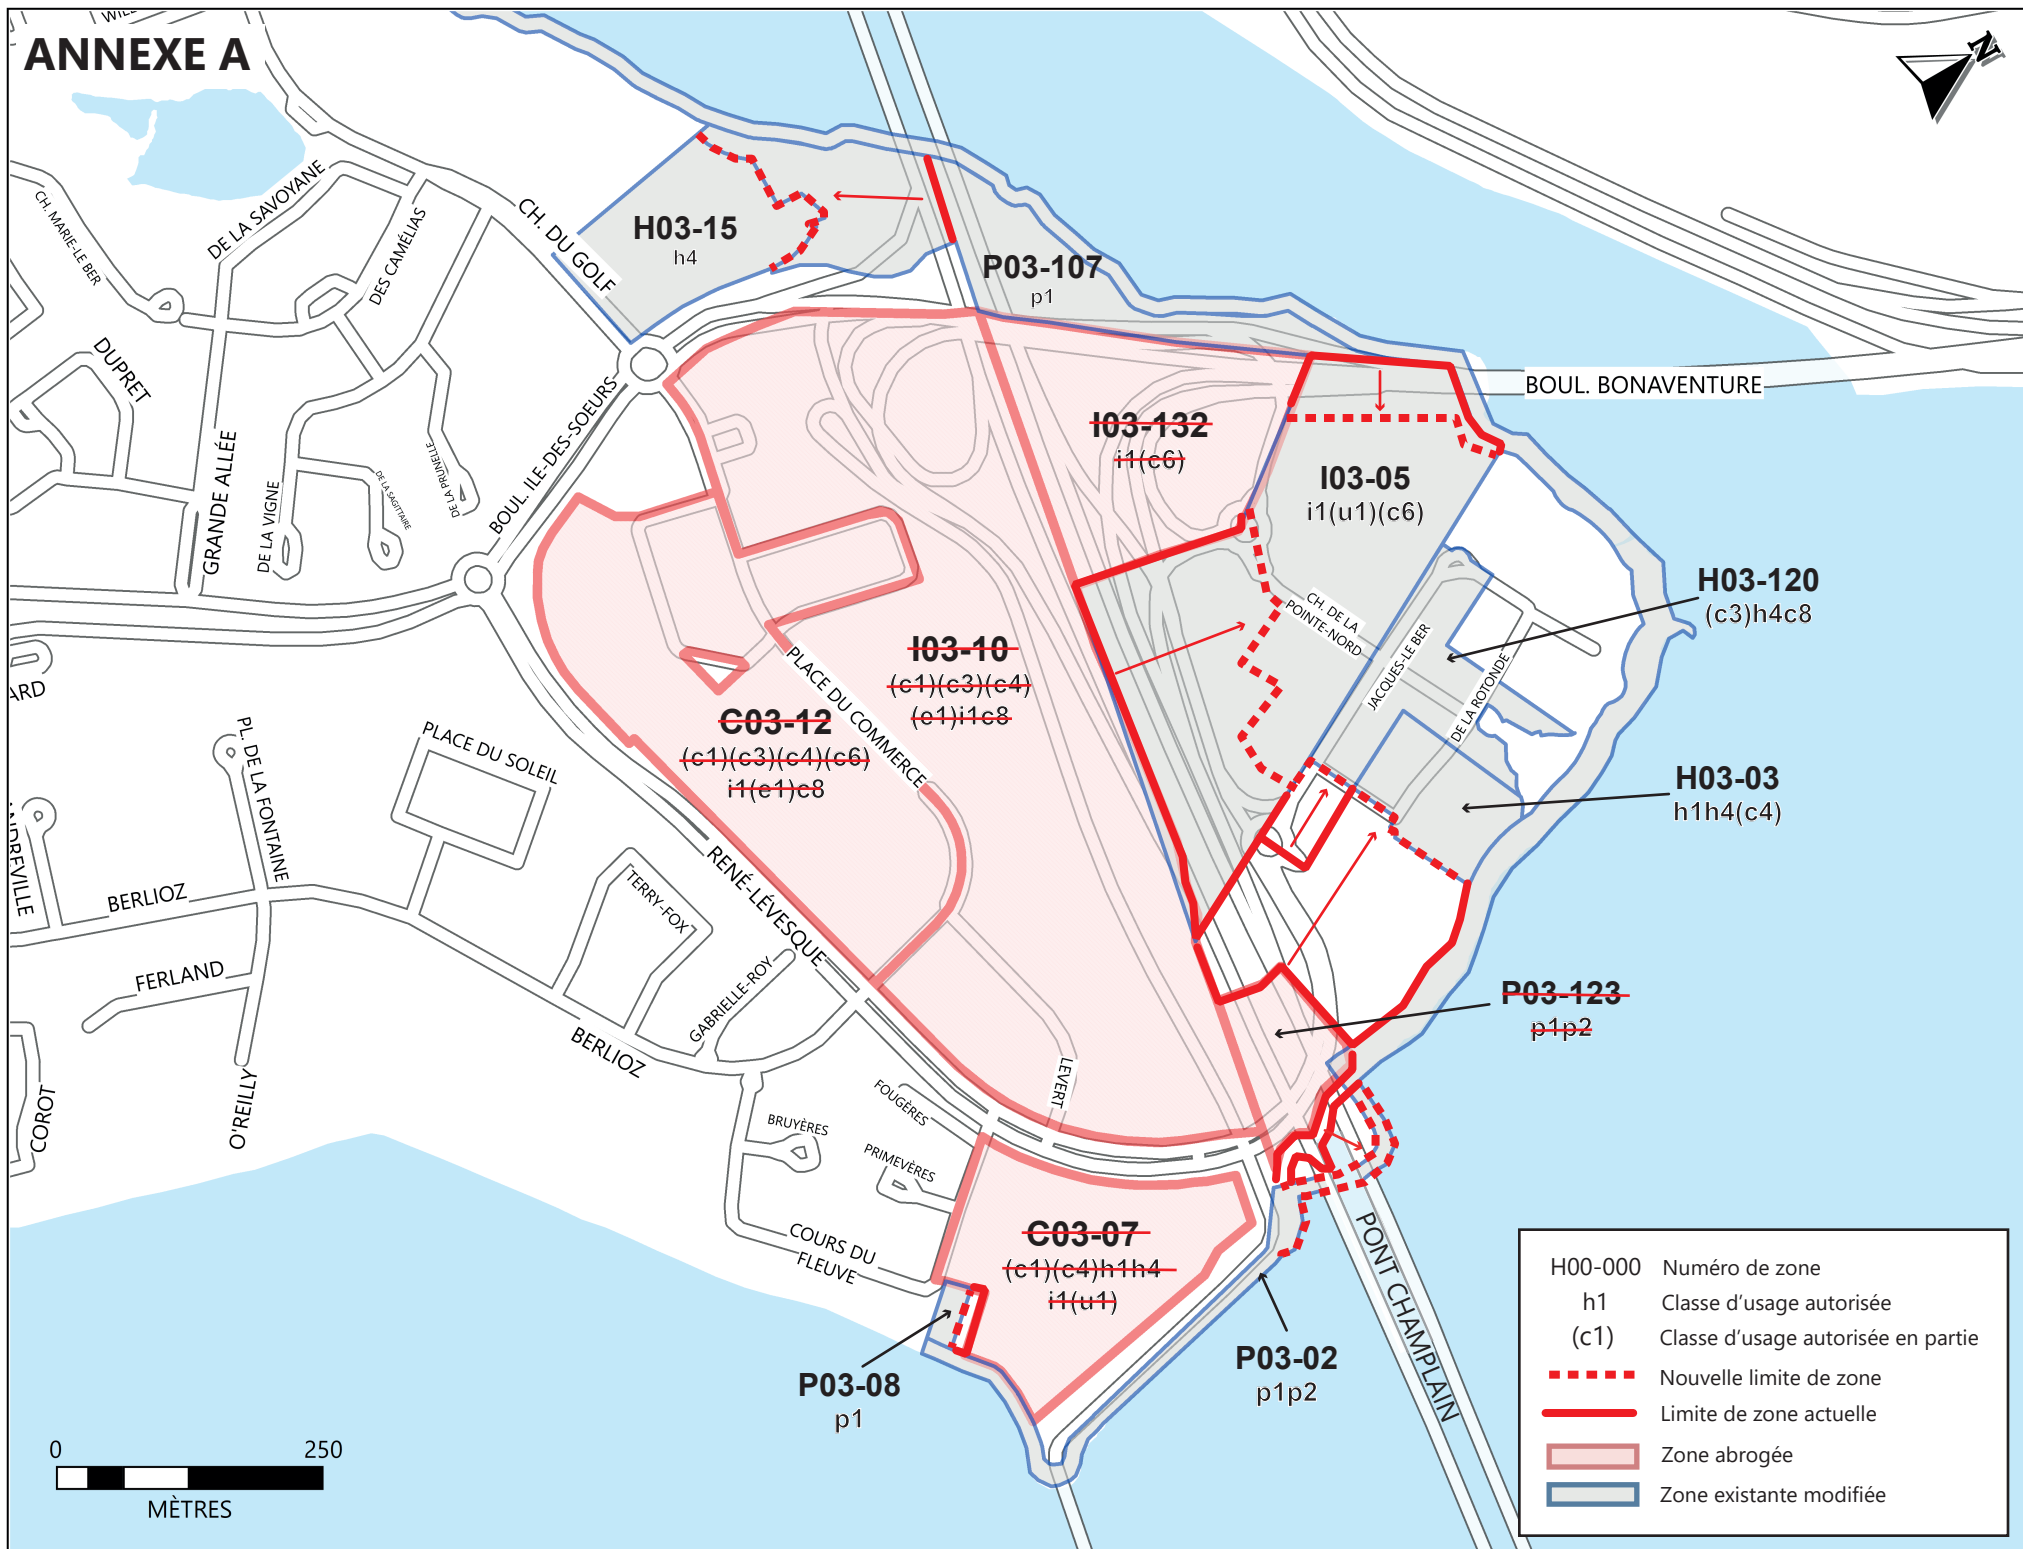 ANNEXE A
N
CH. MARIE-LE BER
DE LA SAVOYANE
DES CAMÉLIAS
CH. DU GOLF
H03-15
h4
P03-107
p1
DUPRET
GRANDE ALLÉE
DE LA VIGNE
DE LA SAGITTAIRE
DE LA PRUNELLE
BOUL. ILE-DES-SOEURS
BOUL. BONAVENTURE
I03-132
i1(c6)
I03-05
i1(u1)(c6)
H03-120
(c3)h4c8
CH. DE LA
POINTE-NORD
JACQUES-LE BER
DE LA ROTONDE
I03-10
(c1)(c3)(c4)
(e1)i1c8
PLACE DU COMMERCE
C03-12
(c1)(c3)(c4)(c6)
i1(e1)c8
H03-03
h1h4(c4)
ARD
PL. DE LA FONTAINE
PLACE DU SOLEIL
BERLIOZ
TERRY-FOX
RENÉ-LÉVESQUE
FERLAND
GABRIELLE-ROY
BERLIOZ
P03-123
p1p2
COROT
O'REILLY
LEVERT
FOUGÈRES
BRUYÈRES
PRIMEVÈRES
COURS DU
FLEUVE
C03-07
(c1)(c4)h1h4
i1(u1)
PONT CHAMPLAIN
P03-02
p1p2
P03-08
p1
0 250
MÈTRES
H00-000 Numéro de zone
h1 Classe d'usage autorisée
(c1) Classe d'usage autorisée en partie
Nouvelle limite de zone
Limite de zone actuelle
Zone abrogée
Zone existante modifiée